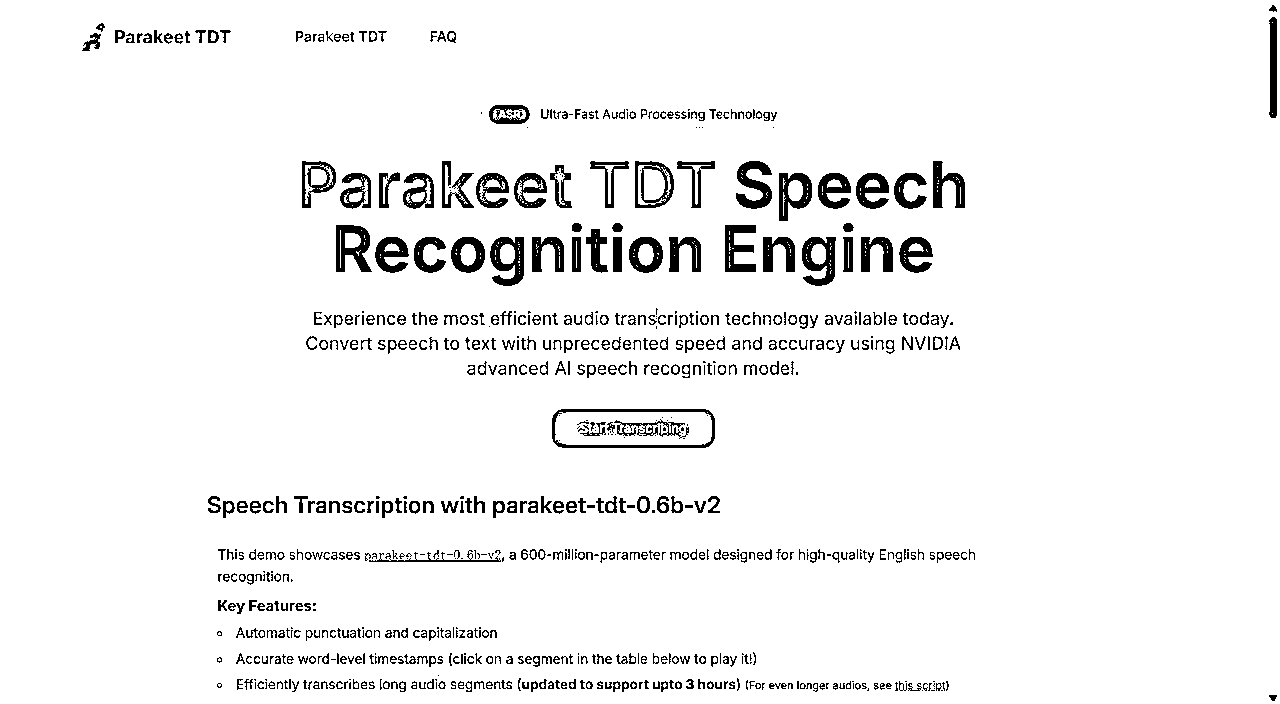 Parakeet TDT
Parakeet TDT
FAQ
(ASR) Ultra-Fast Audio Processing Technology
Parakeet TDT Speech
Recognition Engine
Experience the most efficient audio transcription technology available today.
Convert speech to text with unprecedented speed and accuracy using NVIDIA
advanced AI speech recognition model.
Start Transcribing
Speech Transcription with parakeet-tdt-0.6b-v2
This demo showcases parakeet-tdt-0.6b-v2, a 600-million-parameter model designed for high-quality English speech
recognition.
Key Features:
Automatic punctuation and capitalization
Accurate word-level timestamps (click on a segment in the table below to play it!)
Efficiently transcribes long audio segments (updated to support upto 3 hours) (For even longer audios, see this script)